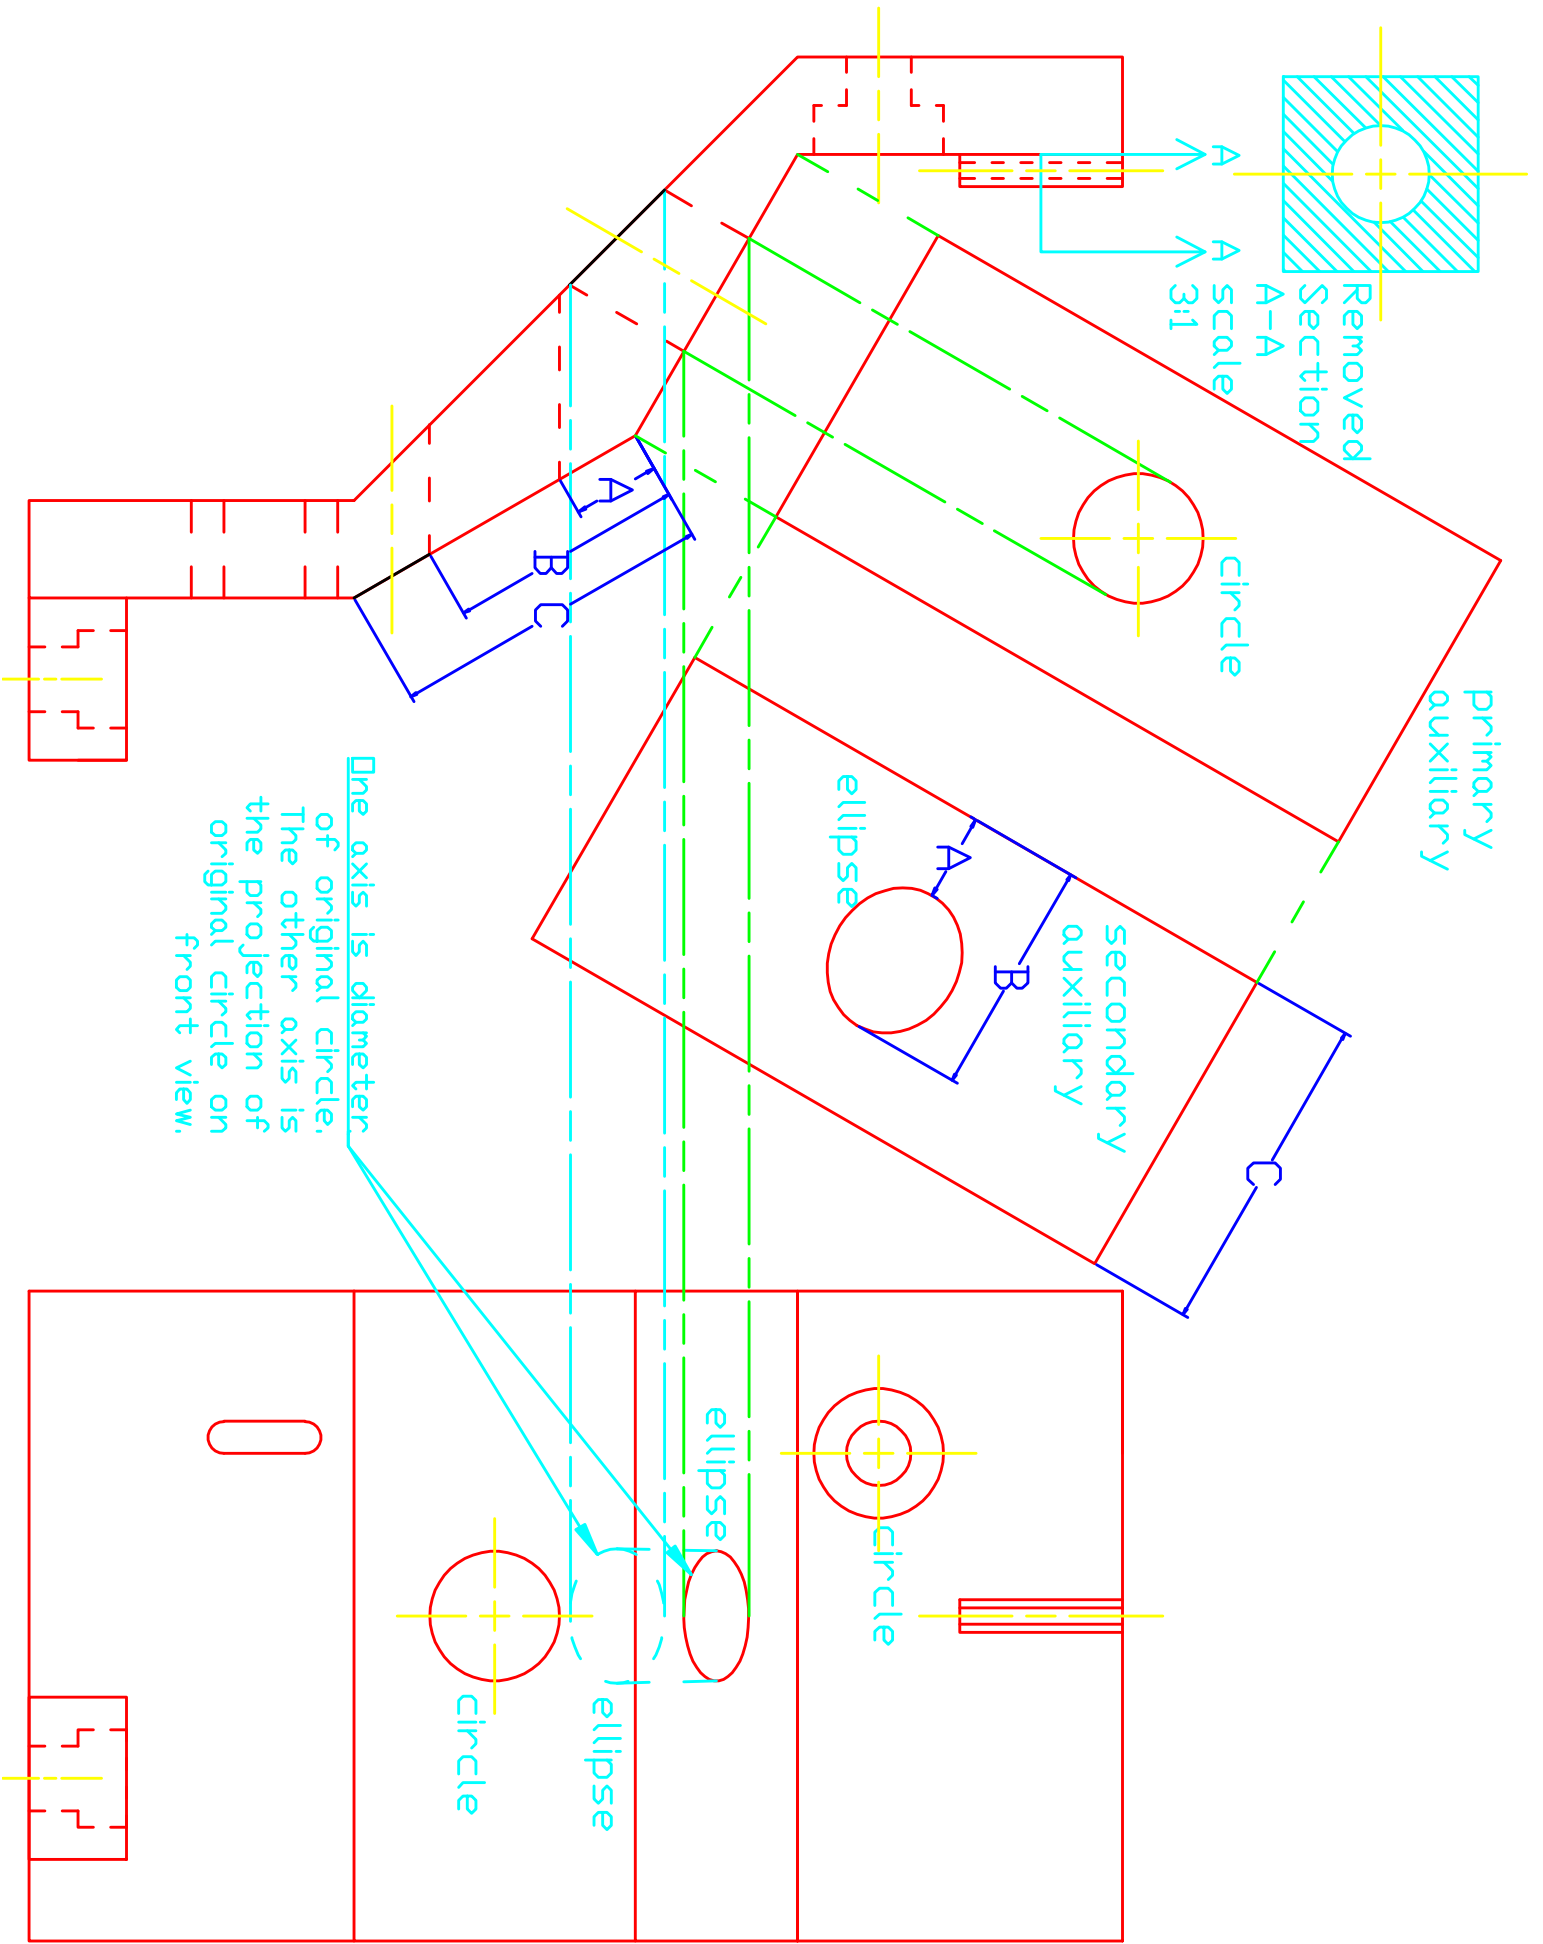 Removed
Section
A-A
scale
3:1
A
A
circle
primary
auxiliary
A
B
C
ellipse
A
B
secondary
auxiliary
C
One axis is diameter
of original circle.
The other axis is
the projection of
original circle on
front view.
ellipse
circle
ellipse
circle